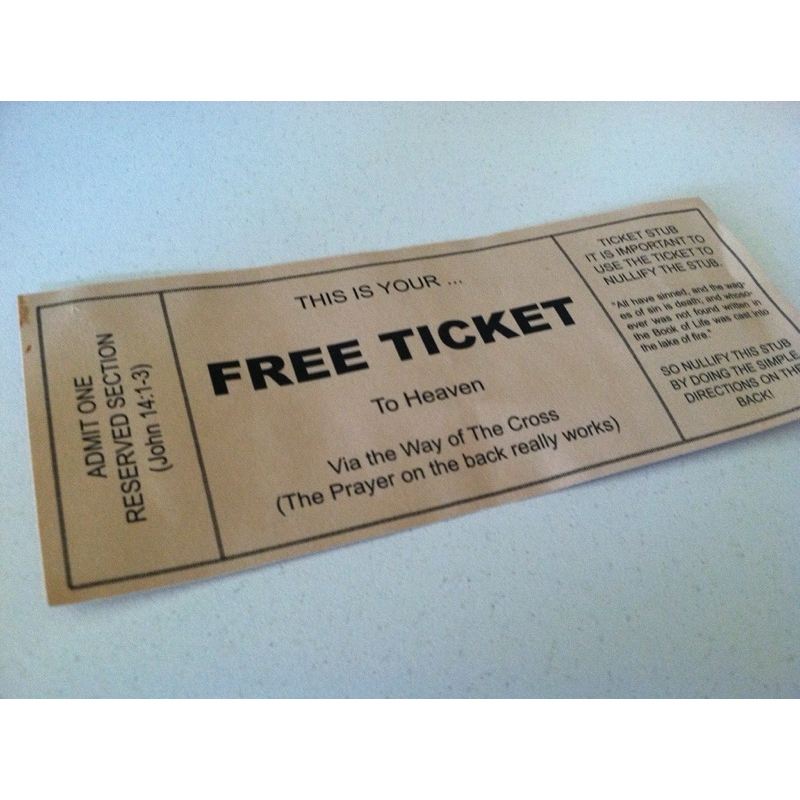 ADMIT ONE
RESERVED SECTION
(John 14:1-3)
THIS IS YOUR ...
FREE TICKET
To Heaven
Via the Way of The Cross
(The Prayer on the back really works)
TICKET STUB
IT IS IMPORTANT TO
USE THE TICKET TO
NULLIFY THE STUB.
"All have sinned, and the wag-
es of sin is death, and whoso-
ever was not found written in
the Book of Life was cast into
the lake of fire."
SO NULLIFY THIS STUB
BY DOING THE SIMPLE
DIRECTIONS ON THE
BACK!